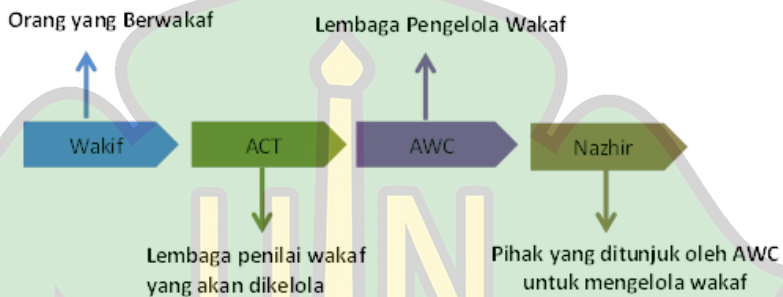 Orang yang Berwakaf
Lembaga Pengelola Wakaf
Wakif
ACT
AWC
Nazhir
Lembaga penilai wakaf
yang akan dikelola
Pihak yang ditunjuk oleh AWC
untuk mengelola wakaf
UIN